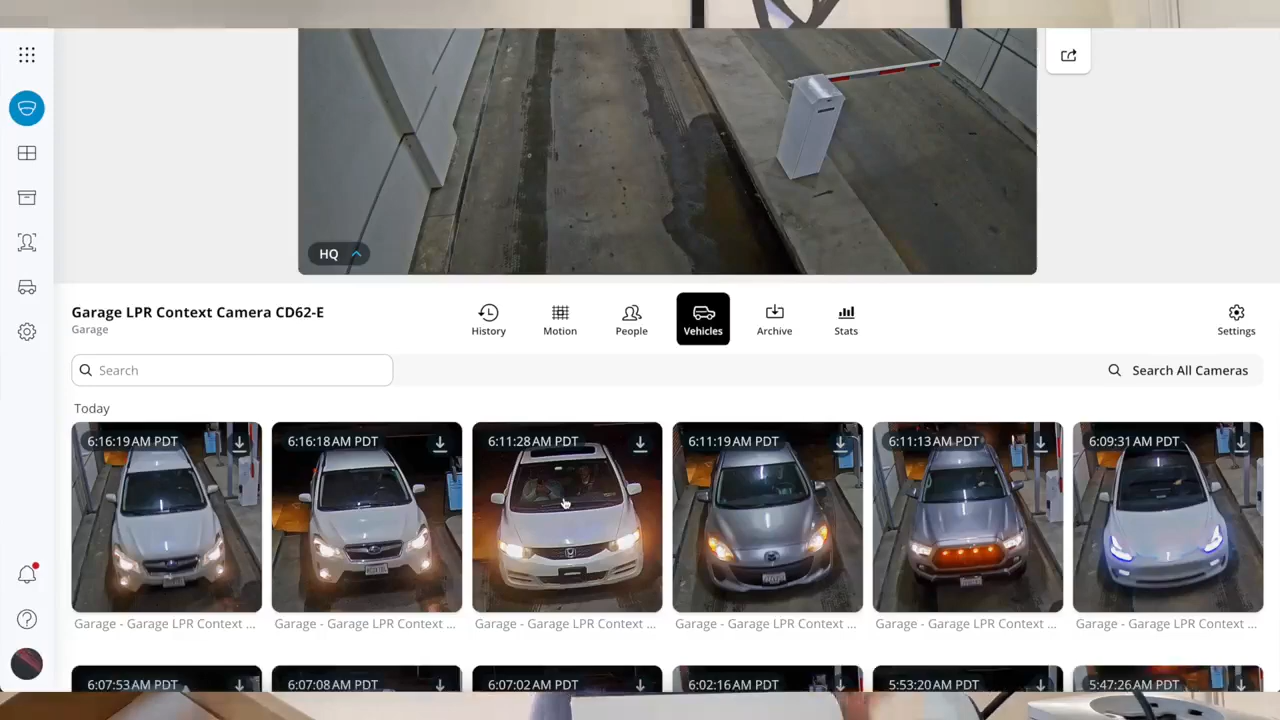 HQ
Garage LPR Context Camera CD62-E
Garage
History
Motion
People
Vehicles
Archive
Stats
Settings
Search
Search All Cameras
Today
6:16:19 AM PDT
6:16:18 AM PDT
6:11:28 AM PDT
6:11:19 AM PDT
6:11:13 AM PDT
6:09:31 AM PDT
Garage - Garage LPR Context ...
Garage - Garage LPR Context ...
Garage - Garage LPR Context ...
Garage - Garage LPR Context ...
Garage - Garage LPR Context ...
Garage - Garage LPR Context ...
6:07:53 AM PDT
6:07:08 AM PDT
6:07:02 AM PDT
6:02:16 AM PDT
5:53:20 AM PDT
5:47:26 AM PDT